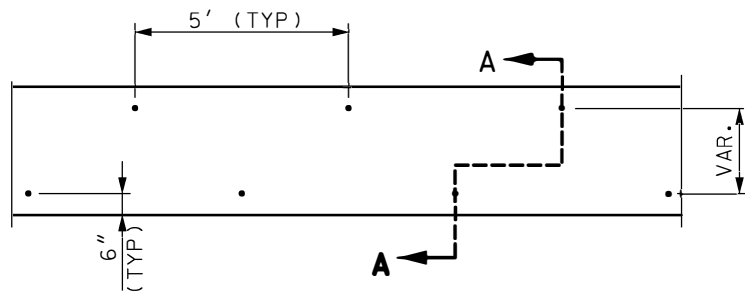 5' (TYP)
A
VAR.
6"
(TYP)
A